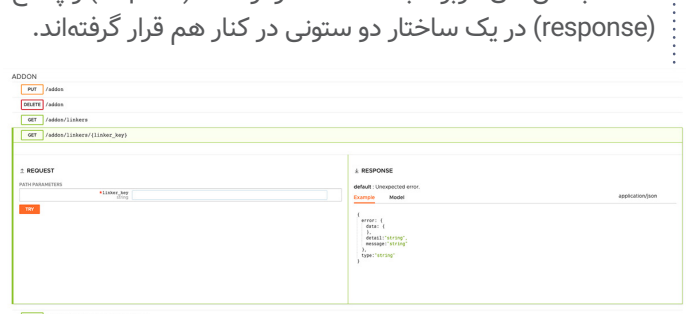 (response) در یک ساختار دو ستونی در کنار هم قرار گرفته‌اند.
ADDON
PUT /addon
DELETE /addon
GET /addon/linkers
GET /addon/linkers/{linker_key}
REQUEST
PATH PARAMETERS
*linker_key
string
TRY
RESPONSE
default : Unexpected error.
Example Model application/json
{
error: {
data: {
},
detail:"string",
message:"string"
},
type:"string"
}